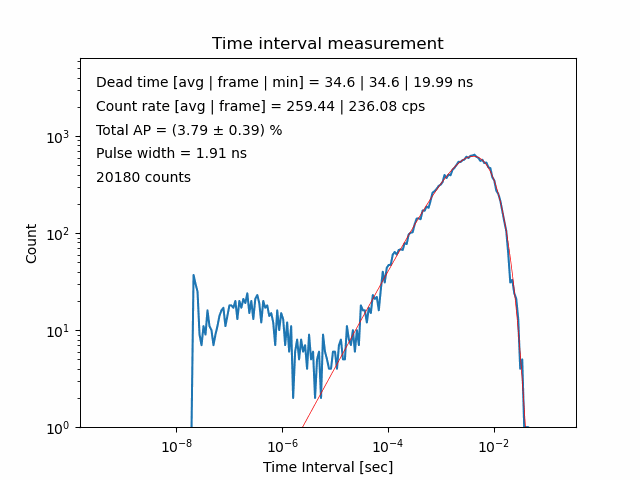 Time interval measurement
Dead time [avg | frame | min] = 34.6 | 34.6 | 19.99 ns
Count rate [avg | frame] = 259.44 | 236.08 cps
Total AP = (3.79 ± 0.39) %
Pulse width = 1.91 ns
20180 counts
Count
10³
10²
10¹
10⁰
10⁻⁸ 10⁻⁶ 10⁻⁴ 10⁻²
Time Interval [sec]